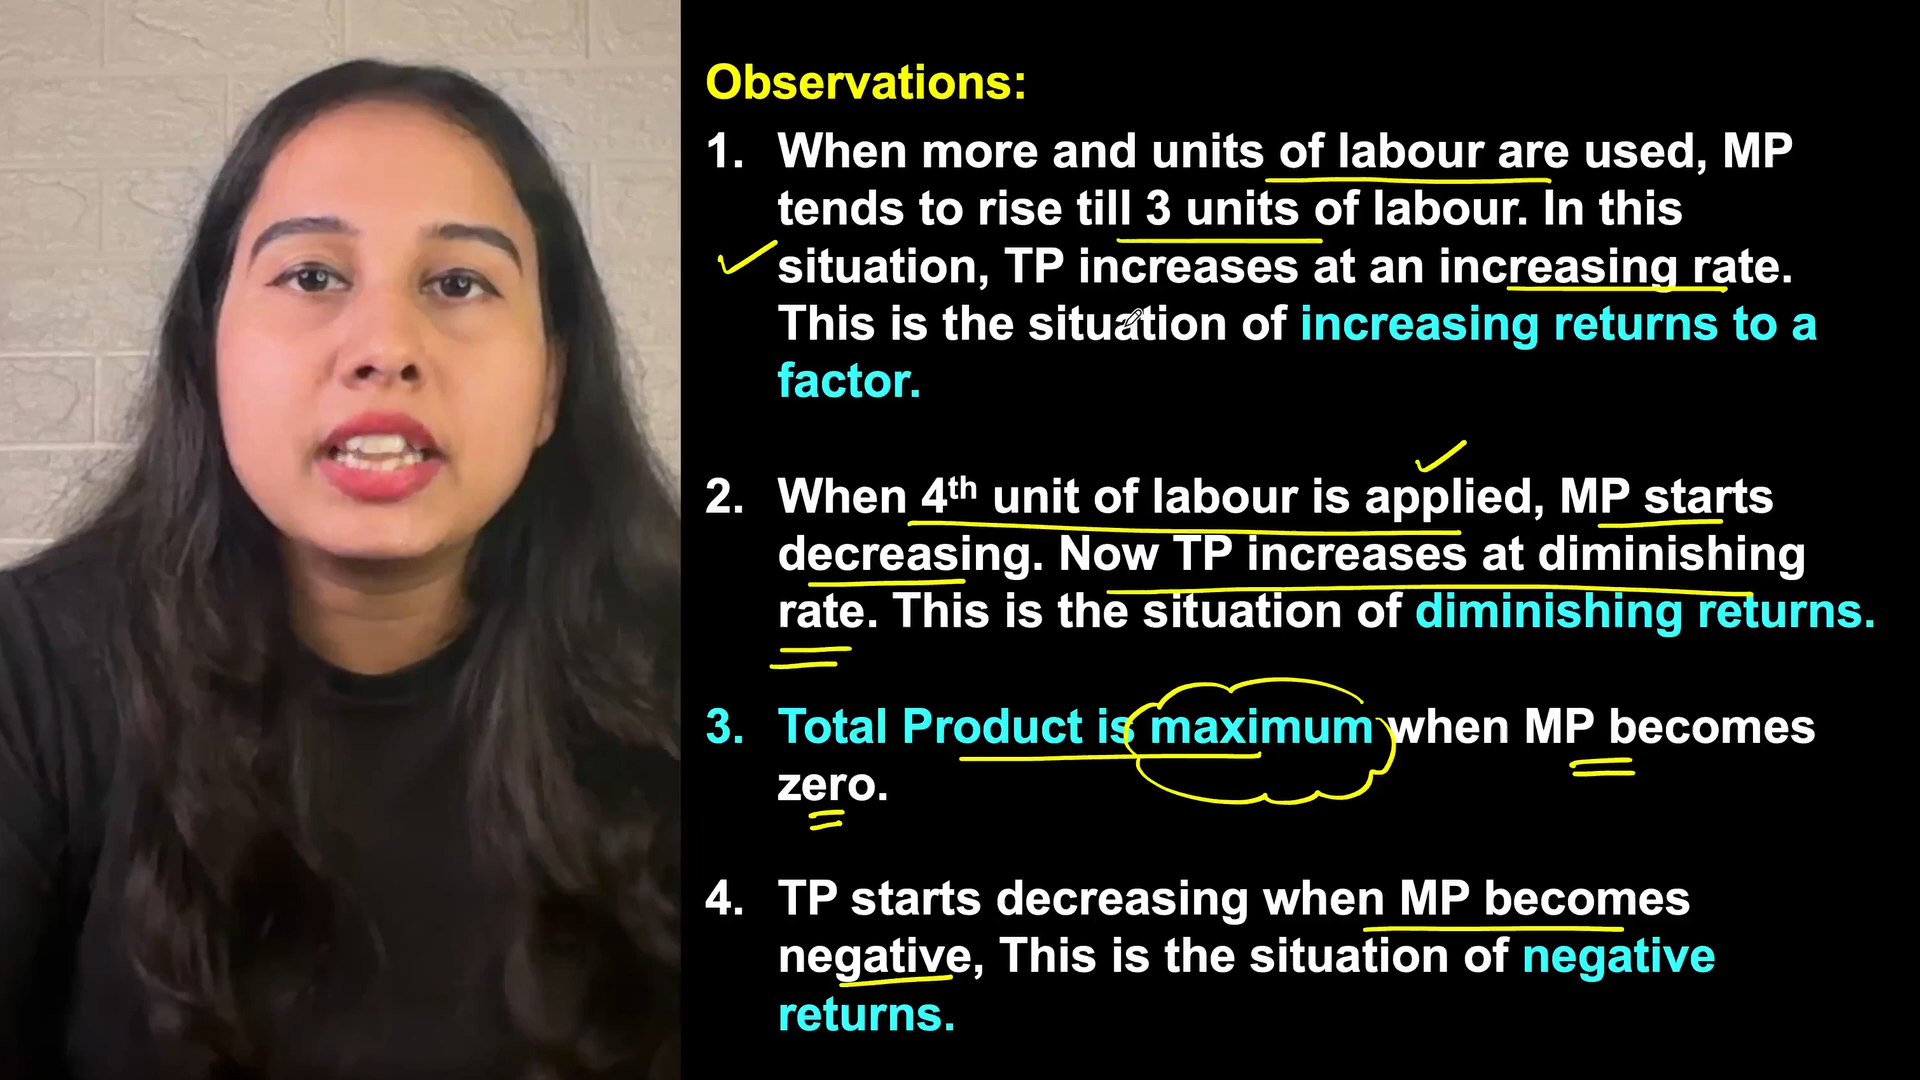 Observations:
1. When more and units of labour are used, MP
tends to rise till 3 units of labour. In this
situation, TP increases at an increasing rate.
This is the situation of increasing returns to a
factor.
2. When 4th unit of labour is applied, MP starts
decreasing. Now TP increases at diminishing
rate. This is the situation of diminishing returns.
3. Total Product is maximum when MP becomes
zero.
4. TP starts decreasing when MP becomes
negative, This is the situation of negative
returns.